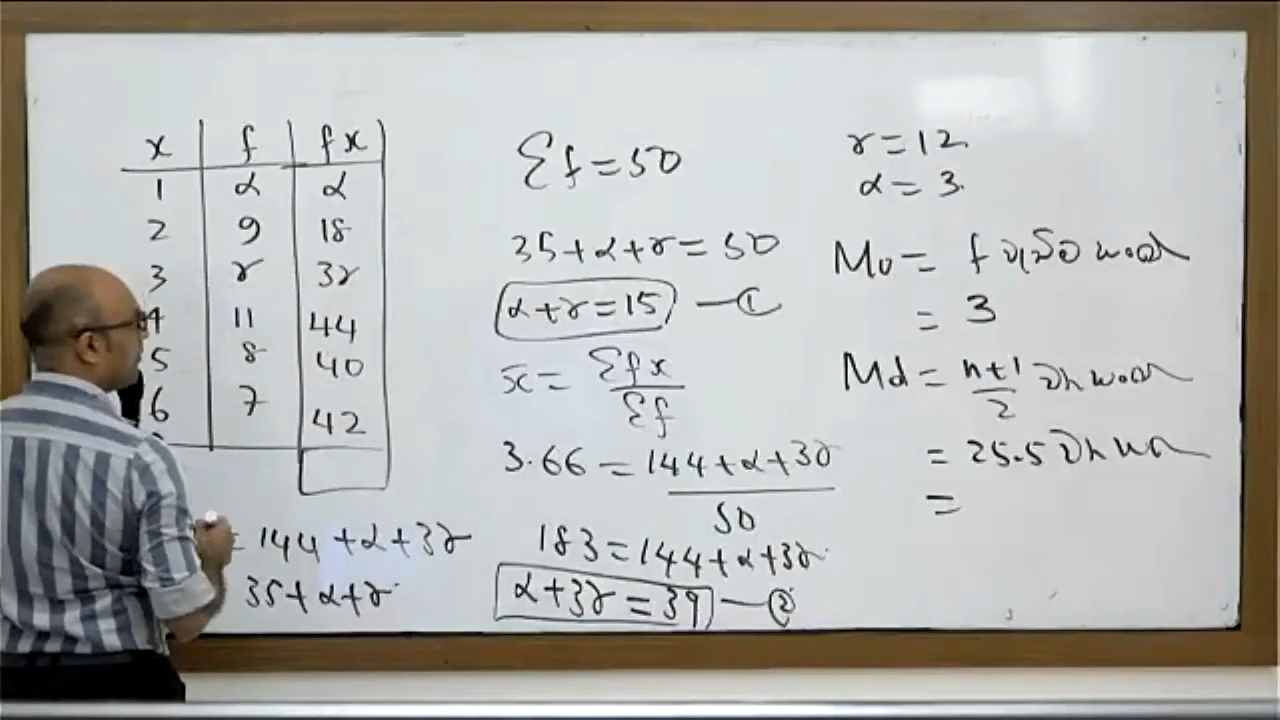 x f fx
1 α α
2 9 18
3 γ 3γ
4 11 44
5 8 40
6 7 42
= 144 + α + 3γ
35 + α + γ
Σf = 50
35 + α + γ = 50
α + γ = 15 — ①
x̄ = Σfx / Σf
3.66 = 144 + α + 3γ / 50
183 = 144 + α + 3γ
α + 3γ = 39 — ②
γ = 12
α = 3
Mo = f
= 3
Md = n+1 / 2
= 25.5
=